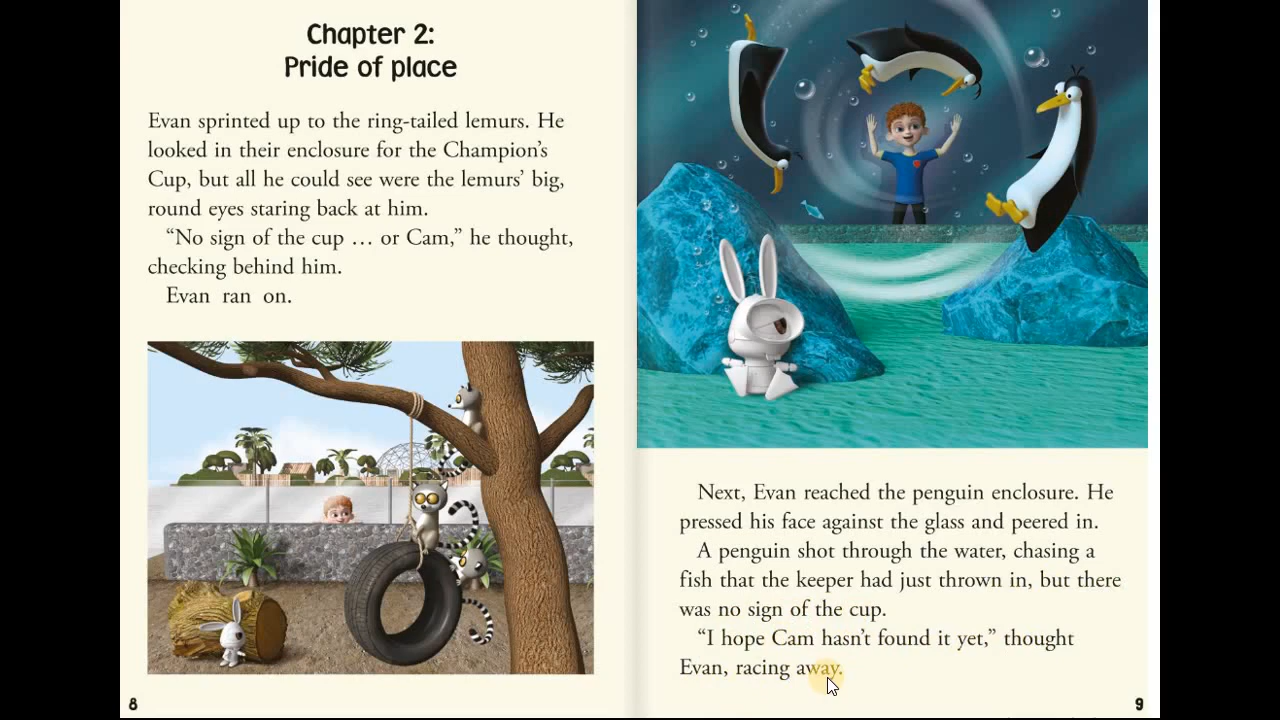 Chapter 2:
Pride of place
Evan sprinted up to the ring-tailed lemurs. He
looked in their enclosure for the Champion’s
Cup, but all he could see were the lemurs’ big,
round eyes staring back at him.
“No sign of the cup … or Cam,” he thought,
checking behind him.
Evan ran on.
8
Next, Evan reached the penguin enclosure. He
pressed his face against the glass and peered in.
A penguin shot through the water, chasing a
fish that the keeper had just thrown in, but there
was no sign of the cup.
“I hope Cam hasn’t found it yet,” thought
Evan, racing away.
9